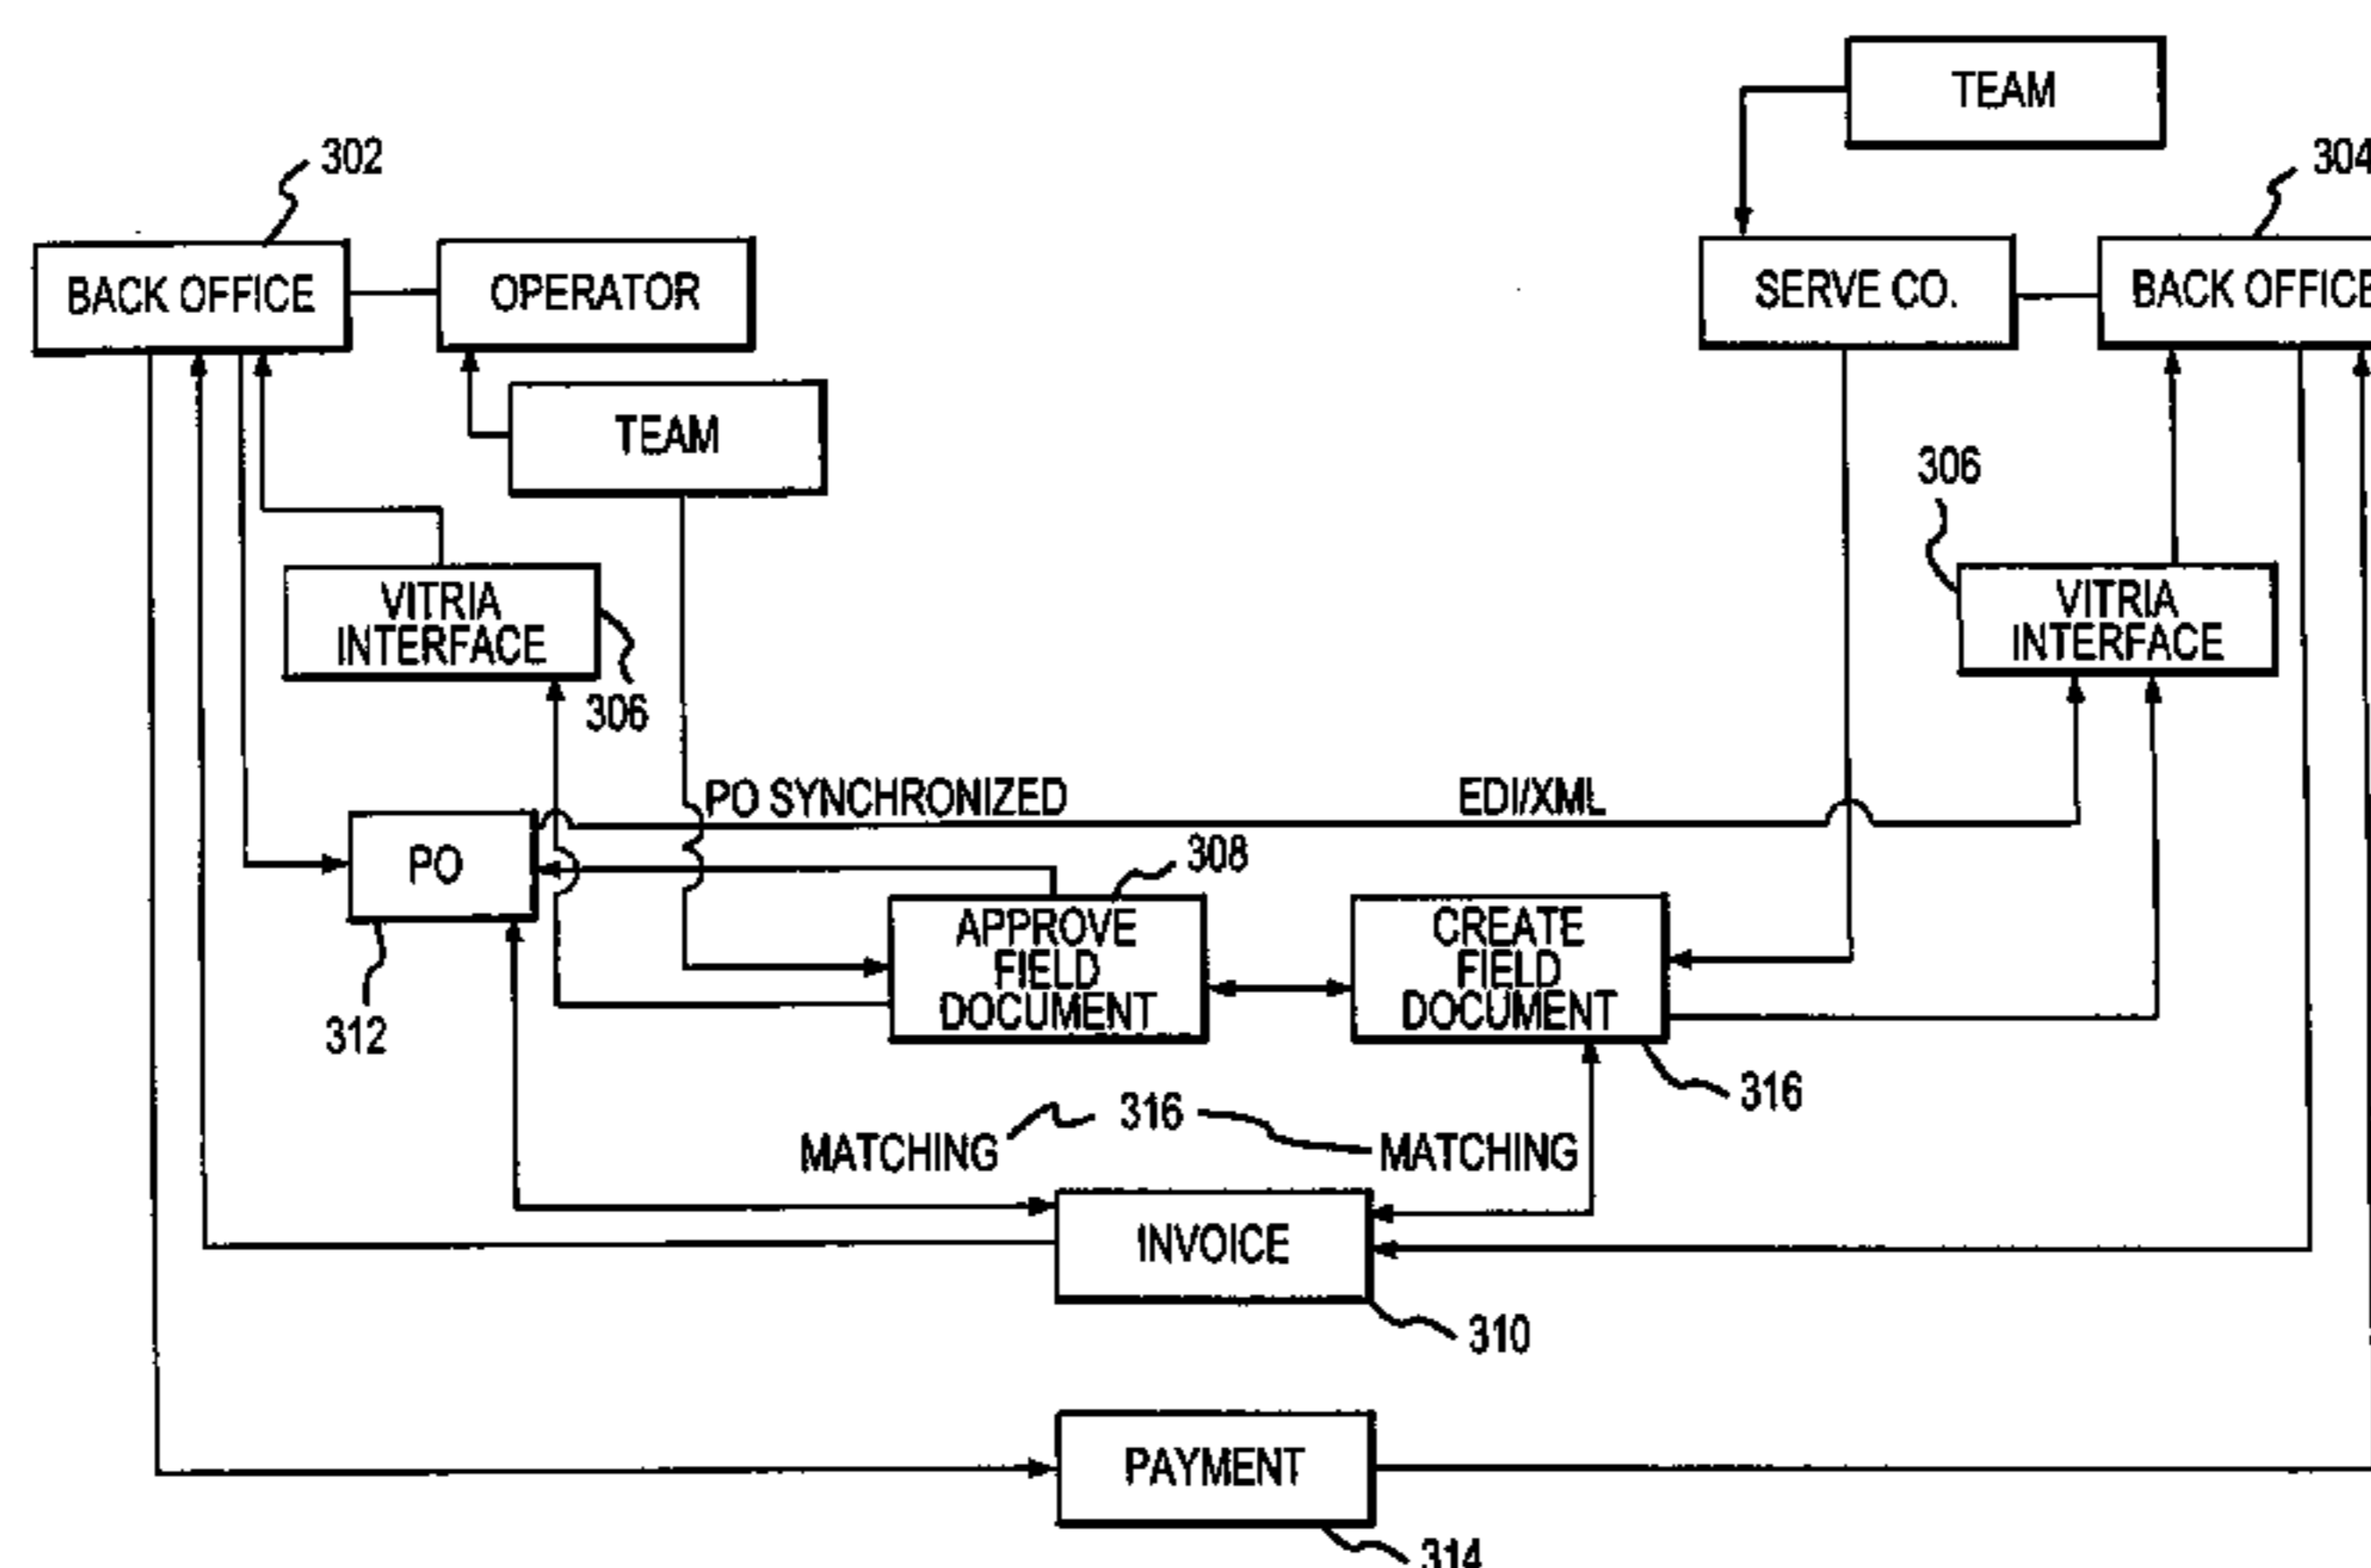 TEAM
302
304
BACK OFFICE
OPERATOR
SERVE CO.
BACK OFFICE
TEAM
306
VITRIA
INTERFACE
VITRIA
INTERFACE
306
PO SYNCHRONIZED
EDI/XML
PO
308
APPROVE
FIELD
DOCUMENT
CREATE
FIELD
DOCUMENT
312
316
316
MATCHING
MATCHING
INVOICE
310
PAYMENT
314